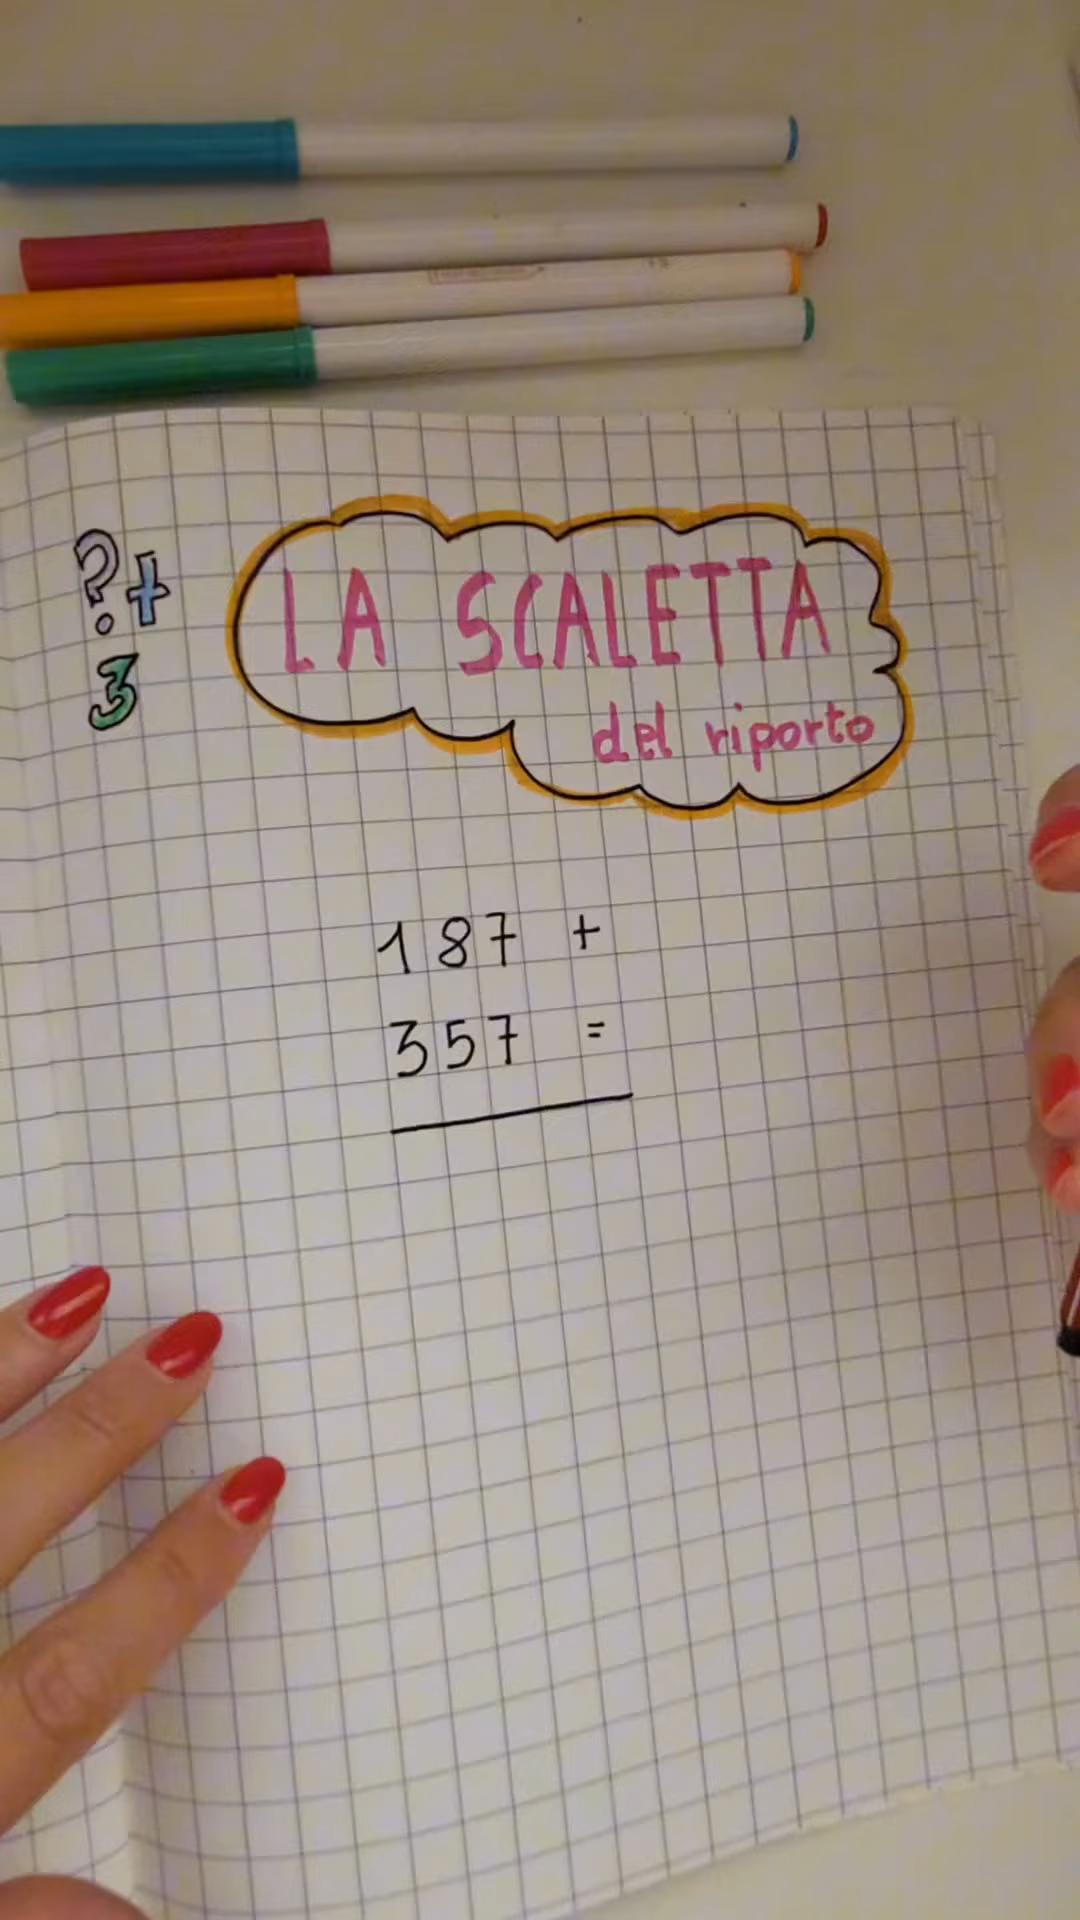 ? +
3
LA SCALETTA
del riporto
187 +
357 =